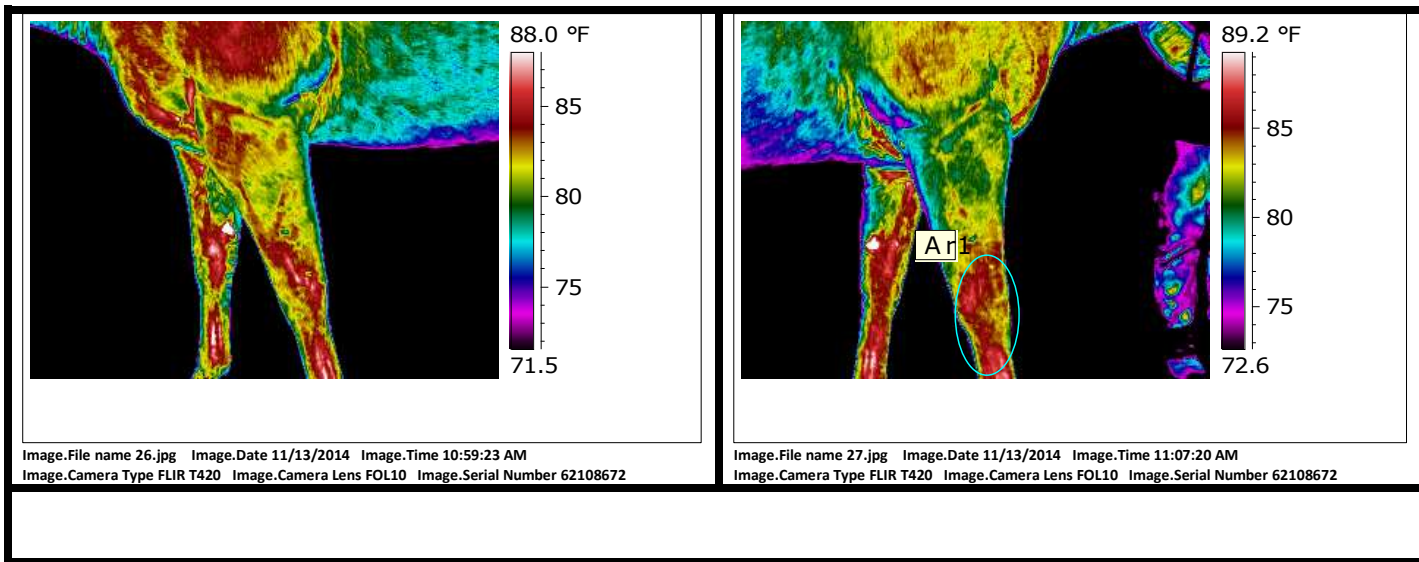 88.0 °F
85
80
75
71.5
Image.File name 26.jpg Image.Date 11/13/2014 Image.Time 10:59:23 AM
Image.Camera Type FLIR T420 Image.Camera Lens FOL10 Image.Serial Number 62108672
89.2 °F
85
80
75
72.6
Ar1
Image.File name 27.jpg Image.Date 11/13/2014 Image.Time 11:07:20 AM
Image.Camera Type FLIR T420 Image.Camera Lens FOL10 Image.Serial Number 62108672